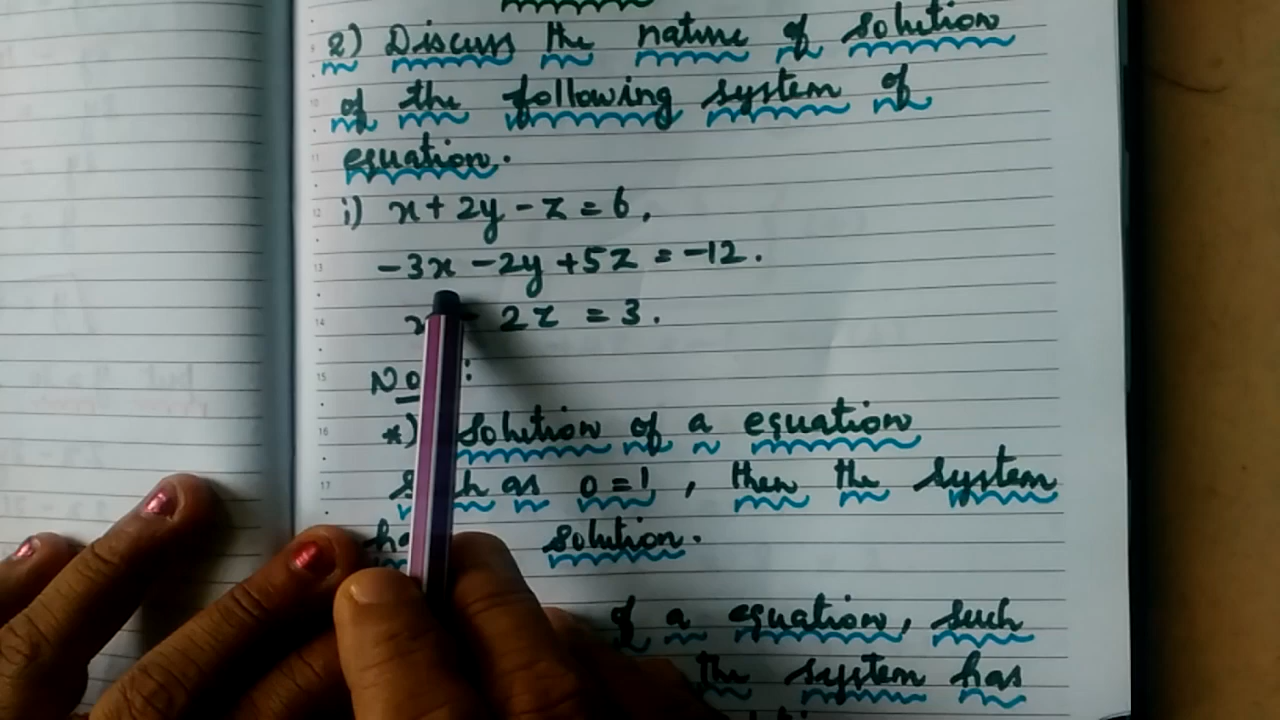 2) Discuss the nature of solution
of the following system of
equation.
i) x + 2y - z = 6,
-3x - 2y + 5z = -12.
2z = 3.
*) solution of a equation
as 0=1, then the system
solution.
of a equation, such
the system has